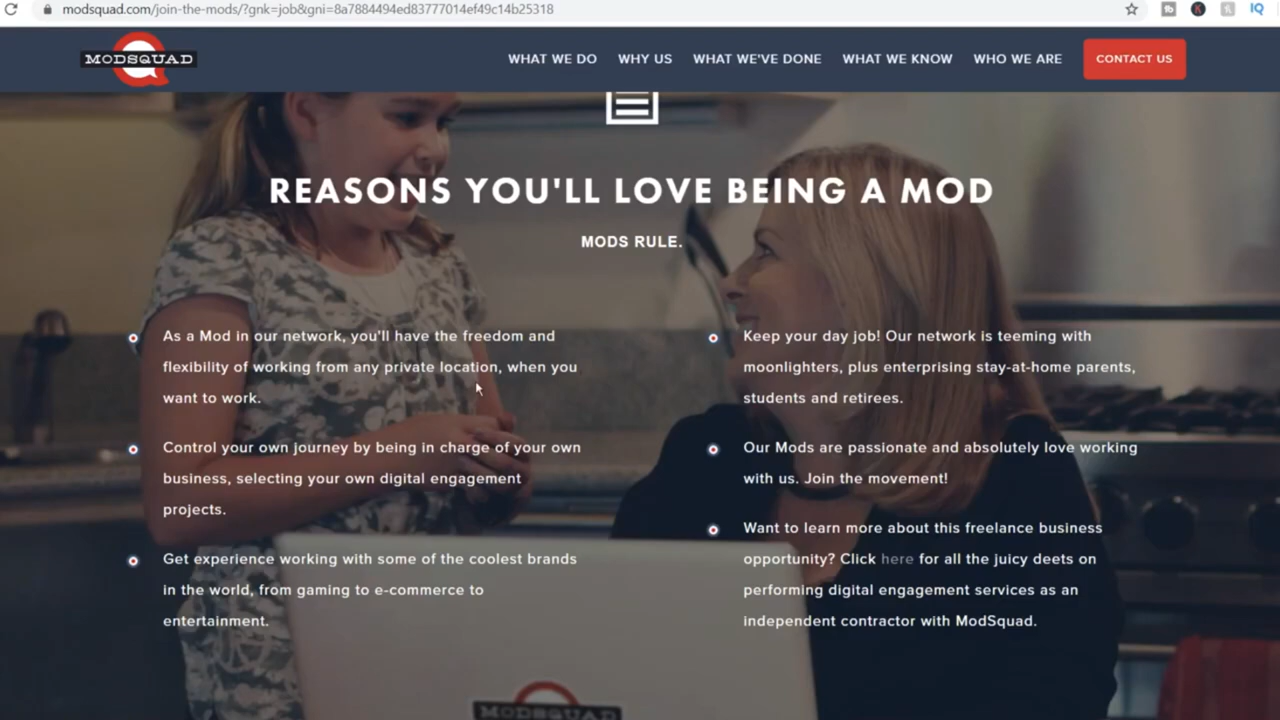 modsquad.com/join-the-mods/?gnk=job&gni=8a7884494ed83777014ef49c14b25318
MODSQUAD
WHAT WE DO
WHY US
WHAT WE'VE DONE
WHAT WE KNOW
WHO WE ARE
CONTACT US
REASONS YOU'LL LOVE BEING A MOD
MODS RULE.
As a Mod in our network, you'll have the freedom and
flexibility of working from any private location, when you
want to work.
Control your own journey by being in charge of your own
business, selecting your own digital engagement
projects.
Get experience working with some of the coolest brands
in the world, from gaming to e-commerce to
entertainment.
Keep your day job! Our network is teeming with
moonlighters, plus enterprising stay-at-home parents,
students and retirees.
Our Mods are passionate and absolutely love working
with us. Join the movement!
Want to learn more about this freelance business
opportunity? Click here for all the juicy deets on
performing digital engagement services as an
independent contractor with ModSquad.
MODSQUAD